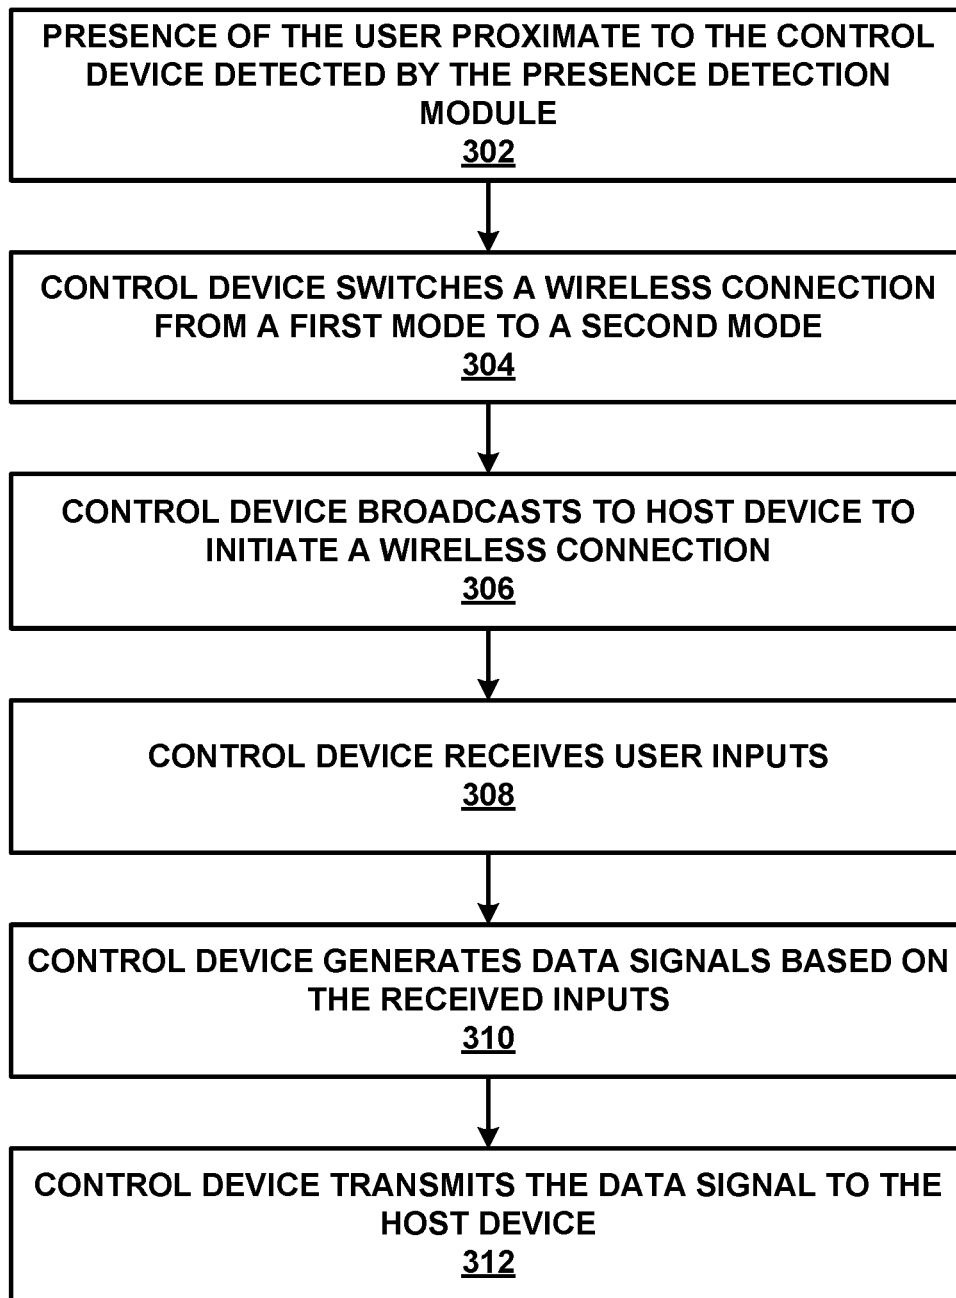 PRESENCE OF THE USER PROXIMATE TO THE CONTROL
DEVICE DETECTED BY THE PRESENCE DETECTION
MODULE
302
CONTROL DEVICE SWITCHES A WIRELESS CONNECTION
FROM A FIRST MODE TO A SECOND MODE
304
CONTROL DEVICE BROADCASTS TO HOST DEVICE TO
INITIATE A WIRELESS CONNECTION
306
CONTROL DEVICE RECEIVES USER INPUTS
308
CONTROL DEVICE GENERATES DATA SIGNALS BASED ON
THE RECEIVED INPUTS
310
CONTROL DEVICE TRANSMITS THE DATA SIGNAL TO THE
HOST DEVICE
312